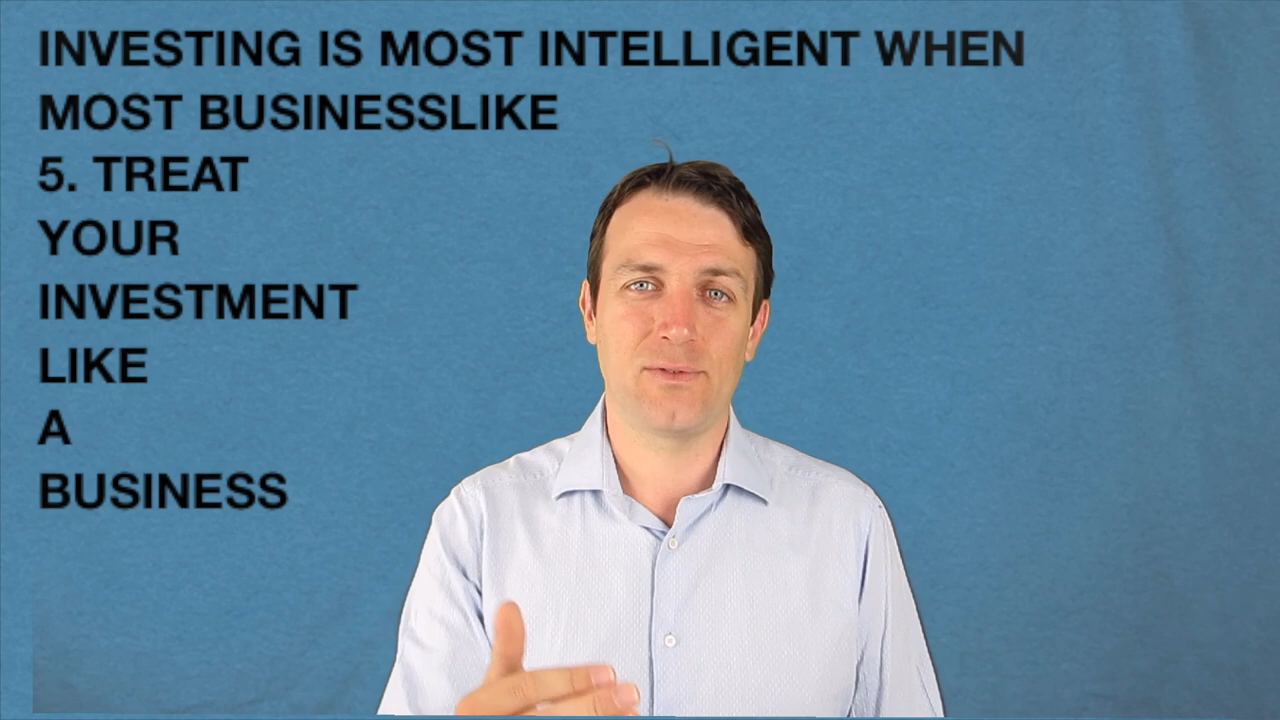 INVESTING IS MOST INTELLIGENT WHEN
MOST BUSINESSLIKE
5. TREAT
YOUR
INVESTMENT
LIKE
A
BUSINESS